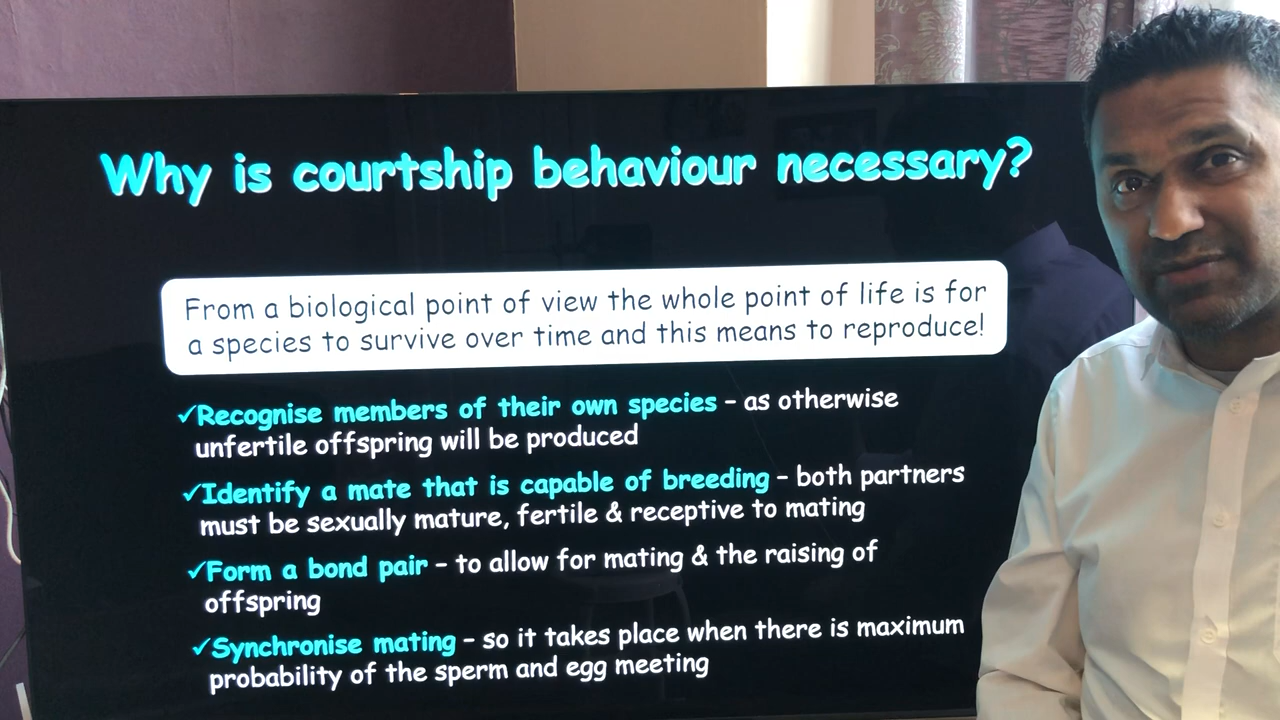 Why is courtship behaviour necessary?
From a biological point of view the whole point of life is for
a species to survive over time and this means to reproduce!
✓Recognise members of their own species – as otherwise
unfertile offspring will be produced
✓Identify a mate that is capable of breeding – both partners
must be sexually mature, fertile & receptive to mating
✓Form a bond pair – to allow for mating & the raising of
offspring
✓Synchronise mating – so it takes place when there is maximum
probability of the sperm and egg meeting